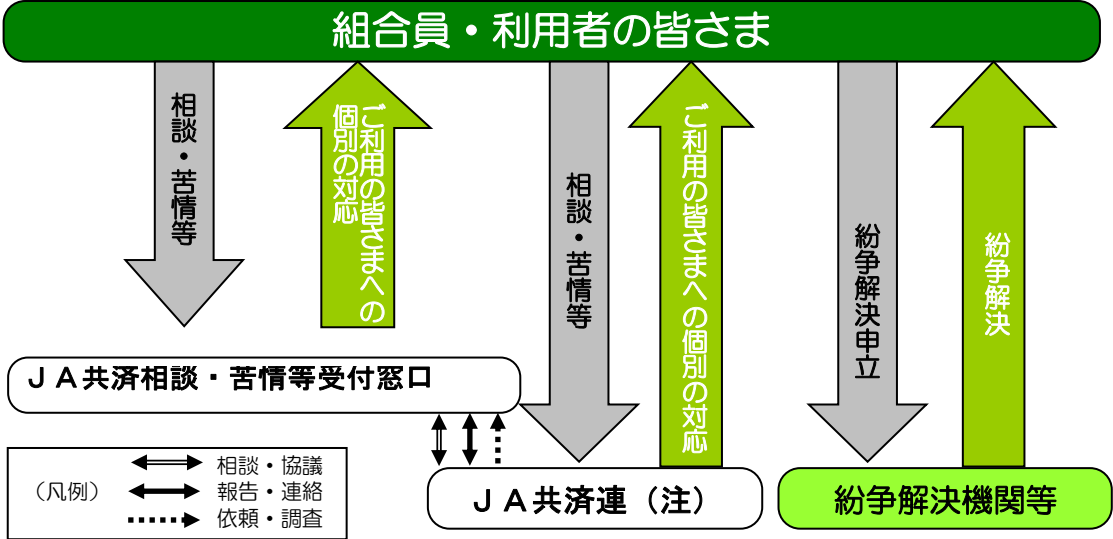 組合員・利用者の皆さま
相談・苦情等
ご利用の皆さまへの
個別の対応
相談・苦情等
ご利用の皆さまへの個別の対応
紛争解決申立
紛争解決
ＪＡ共済相談・苦情等受付窓口
（凡例）
相談・協議
報告・連絡
依頼・調査
ＪＡ共済連（注）
紛争解決機関等